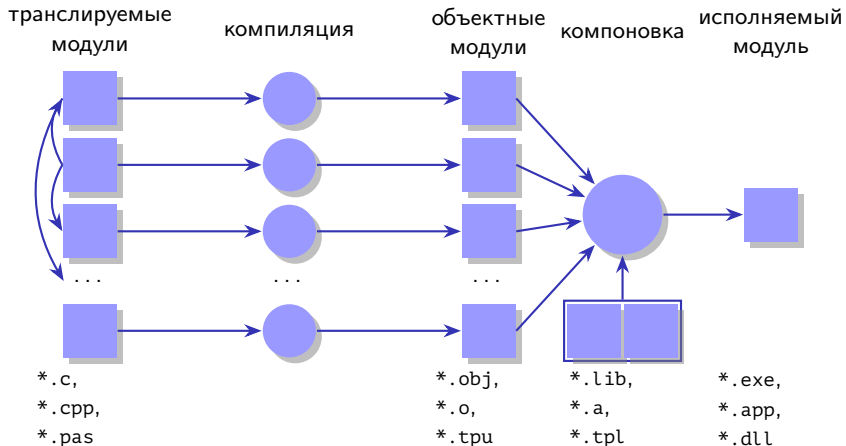 транслируемые модули
компиляция
объектные модули
компоновка
исполняемый модуль
...
...
...
*.c,
*.cpp,
*.pas
*.obj,
*.o,
*.tpu
*.lib,
*.a,
*.tpl
*.exe,
*.app,
*.dll